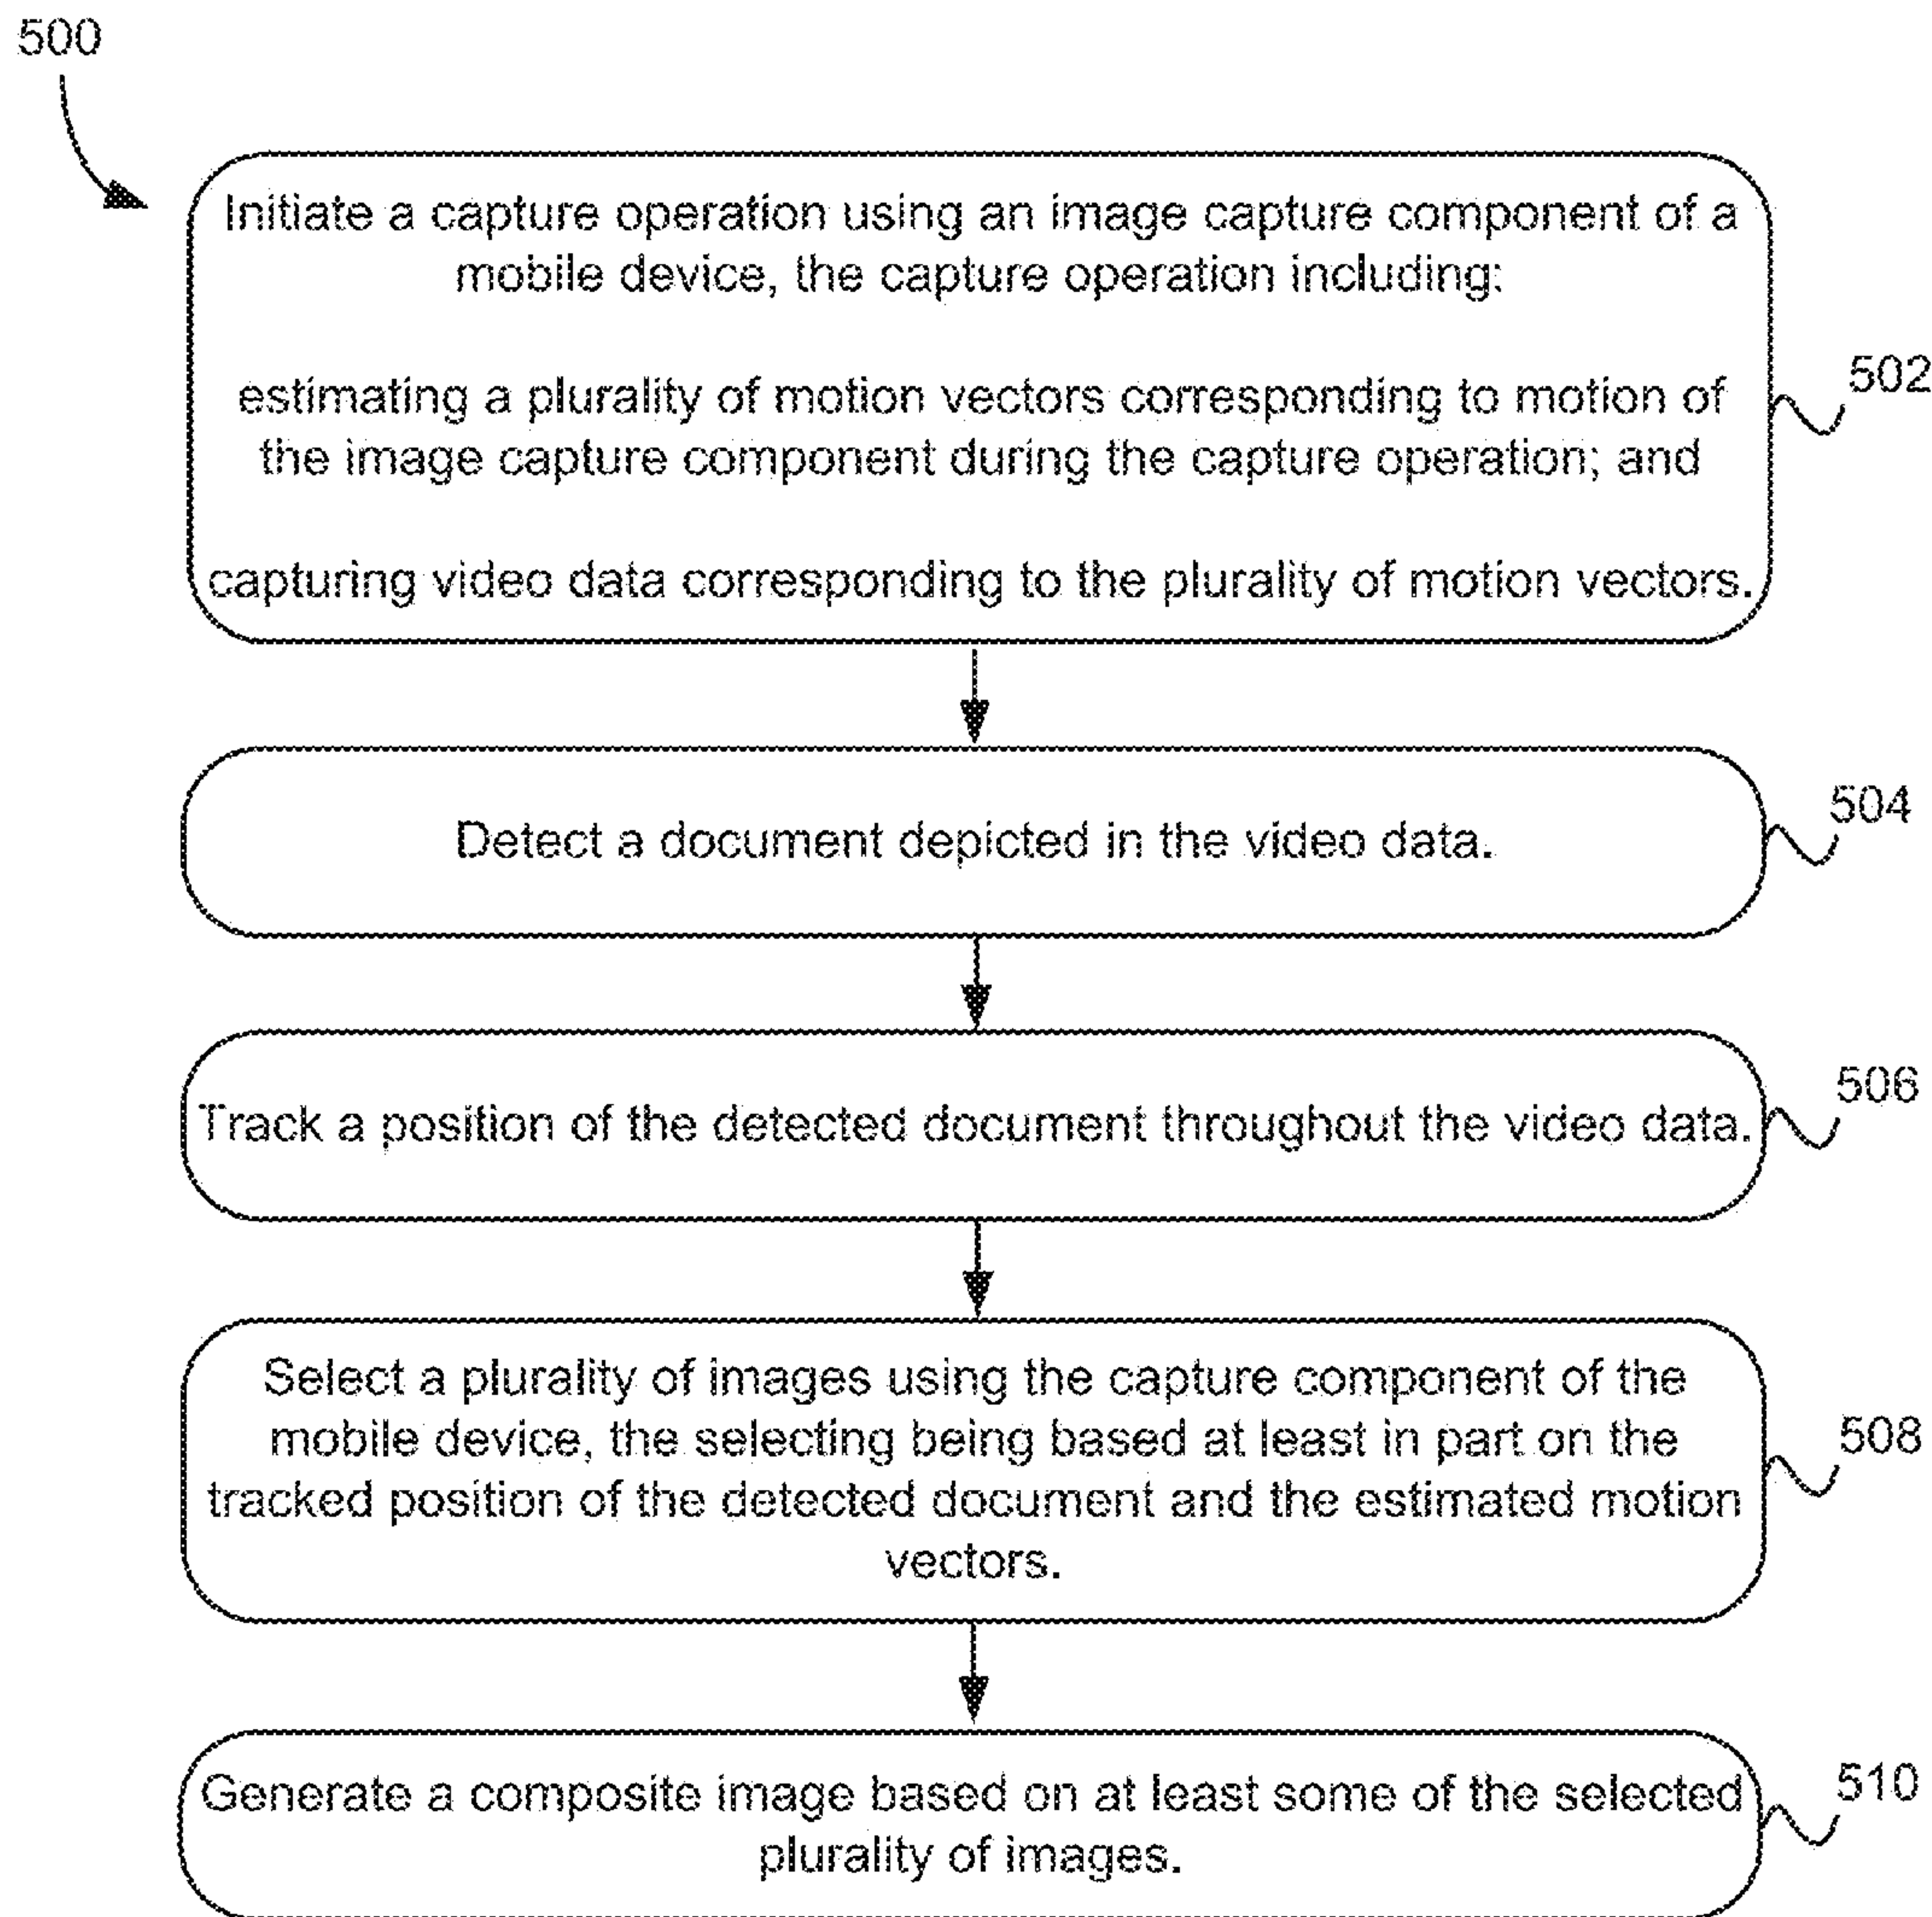 500
Initiate a capture operation using an image capture component of a
mobile device, the capture operation including:
estimating a plurality of motion vectors corresponding to motion of
the image capture component during the capture operation; and
capturing video data corresponding to the plurality of motion vectors.
502
Detect a document depicted in the video data.
504
Track a position of the detected document throughout the video data.
506
Select a plurality of images using the capture component of the
mobile device, the selecting being based at least in part on the
tracked position of the detected document and the estimated motion
vectors.
508
Generate a composite image based on at least some of the selected
plurality of images.
510